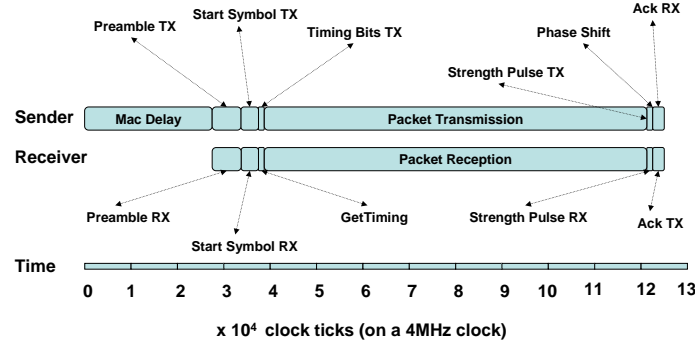 Ack RX
Start Symbol TX
Preamble TX
Timing Bits TX
Phase Shift
Strength Pulse TX
Sender
Mac Delay
Packet Transmission
Receiver
Packet Reception
Preamble RX
GetTiming
Strength Pulse RX
Ack TX
Start Symbol RX
Time
0 1 2 3 4 5 6 7 8 9 10 11 12 13
x 10⁴ clock ticks (on a 4MHz clock)